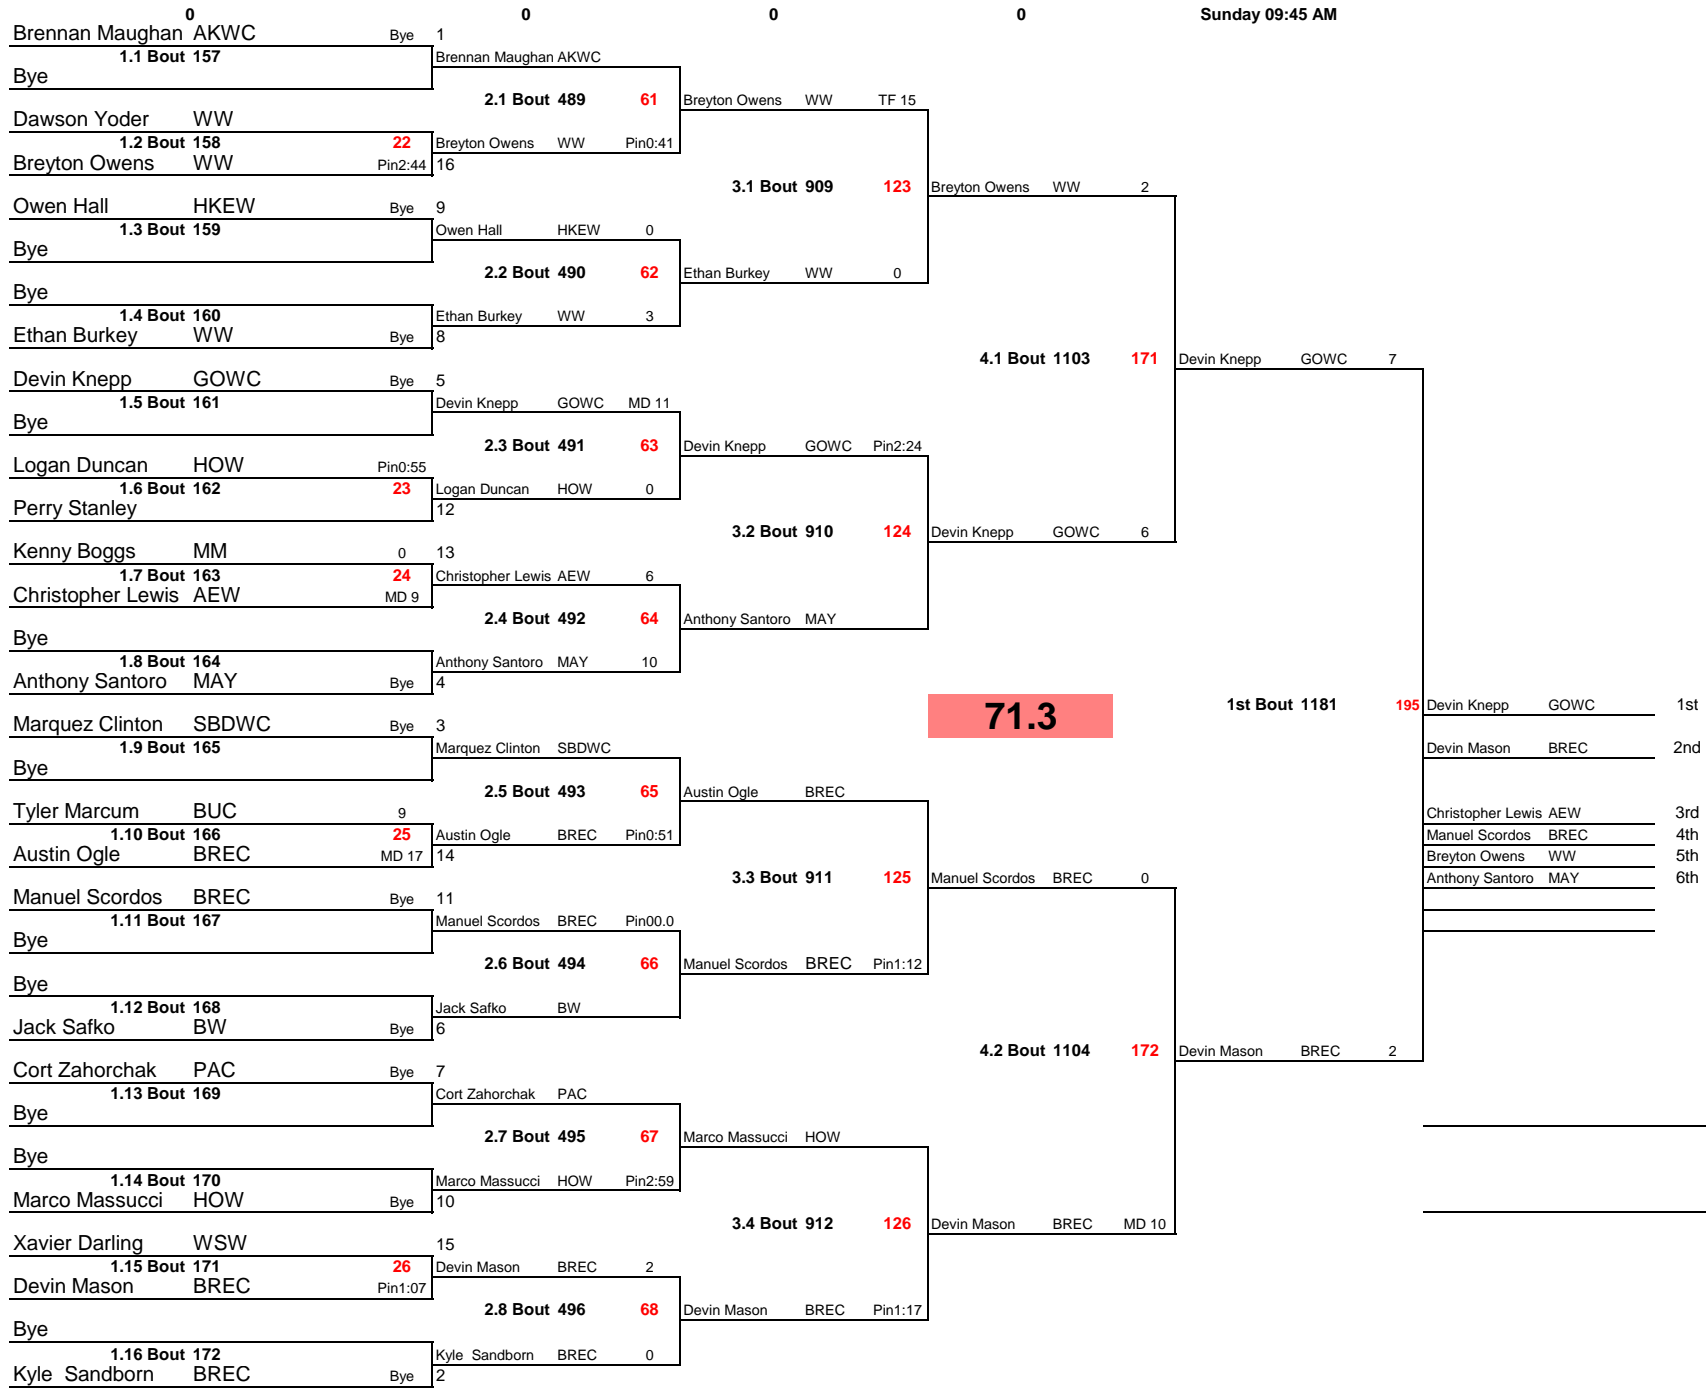 0 0 0 0 Sunday 09:45 AM
Brennan Maughan AKWC Bye 1
1.1 Bout 157 Brennan Maughan AKWC
Bye
2.1 Bout 489 61 Breyton Owens WW TF 15
Dawson Yoder WW
1.2 Bout 158 22 Breyton Owens WW Pin0:41
Breyton Owens WW Pin2:44 16
3.1 Bout 909 123 Breyton Owens WW 2
Owen Hall HKEW Bye 9
1.3 Bout 159 Owen Hall HKEW 0
Bye
2.2 Bout 490 62 Ethan Burkey WW 0
Bye
1.4 Bout 160 Ethan Burkey WW 3
Ethan Burkey WW Bye 8
4.1 Bout 1103 171 Devin Knepp GOWC 7
Devin Knepp GOWC Bye 5
1.5 Bout 161 Devin Knepp GOWC MD 11
Bye
2.3 Bout 491 63 Devin Knepp GOWC Pin2:24
Logan Duncan HOW Pin0:55
1.6 Bout 162 23 Logan Duncan HOW 0
Perry Stanley 12
3.2 Bout 910 124 Devin Knepp GOWC 6
Kenny Boggs MM 0 13
1.7 Bout 163 24 Christopher Lewis AEW 6
Christopher Lewis AEW MD 9
2.4 Bout 492 64 Anthony Santoro MAY
Bye
1.8 Bout 164 Anthony Santoro MAY 10
Anthony Santoro MAY Bye 4
71.3 1st Bout 1181 195 Devin Knepp GOWC 1st
Marquez Clinton SBDWC Bye 3
1.9 Bout 165 Marquez Clinton SBDWC Devin Mason BREC 2nd
Bye
2.5 Bout 493 65 Austin Ogle BREC
Tyler Marcum BUC 9 Christopher Lewis AEW 3rd
1.10 Bout 166 25 Austin Ogle BREC Pin0:51 Manuel Scordos BREC 4th
Austin Ogle BREC MD 17 14 Breyton Owens WW 5th
3.3 Bout 911 125 Manuel Scordos BREC 0 Anthony Santoro MAY 6th
Manuel Scordos BREC Bye 11
1.11 Bout 167 Manuel Scordos BREC Pin00.0
Bye
2.6 Bout 494 66 Manuel Scordos BREC Pin1:12
Bye
1.12 Bout 168 Jack Safko BW
Jack Safko BW Bye 6
4.2 Bout 1104 172 Devin Mason BREC 2
Cort Zahorchak PAC Bye 7
1.13 Bout 169 Cort Zahorchak PAC
Bye
2.7 Bout 495 67 Marco Massucci HOW
Bye
1.14 Bout 170 Marco Massucci HOW Pin2:59
Marco Massucci HOW Bye 10
3.4 Bout 912 126 Devin Mason BREC MD 10
Xavier Darling WSW 15
1.15 Bout 171 26 Devin Mason BREC 2
Devin Mason BREC Pin1:07
2.8 Bout 496 68 Devin Mason BREC Pin1:17
Bye
1.16 Bout 172 Kyle Sandborn BREC 0
Kyle Sandborn BREC Bye 2